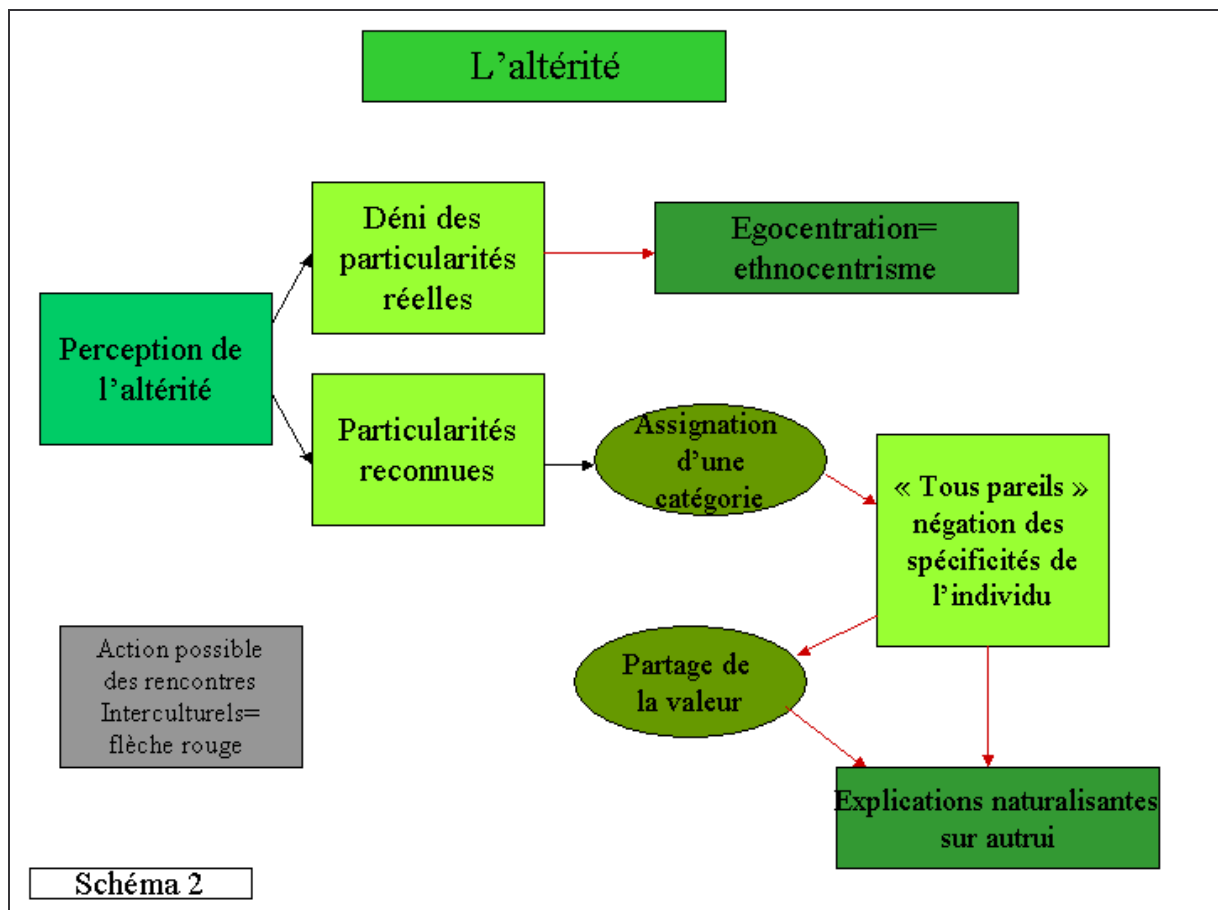 L'altérité
Déni des
particularités
réelles
Egocentration=
ethnocentrisme
Perception de
l'altérité
Particularités
reconnues
Assignation
d'une
catégorie
« Tous pareils »
négation des
spécificités de
l'individu
Action possible
des rencontres
Interculturels=
flèche rouge
Partage de
la valeur
Explications naturalisantes
sur autrui
Schéma 2